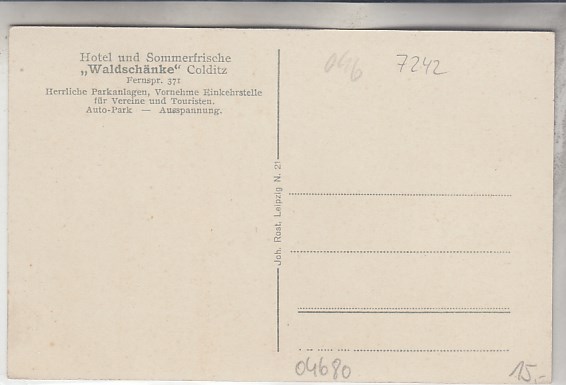 Hotel und Sommerfrische
„Waldschänke“ Colditz
Fernspr. 371
Herrliche Parkanlagen, Vornehme Einkehrstelle
für Vereine und Touristen.
Auto-Park — Ausspannung.
Joh. Rost, Leipzig N. 21
046
7242
04680
15,-